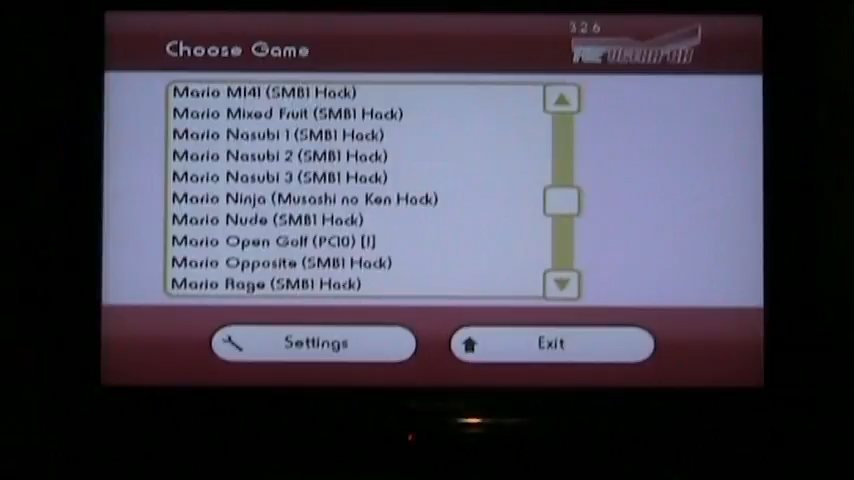 326
Choose Game
Mario M141 (SMB1 Hack)
Mario Mixed Fruit (SMB1 Hack)
Mario Nasubi 1 (SMB1 Hack)
Mario Nasubi 2 (SMB1 Hack)
Mario Nasubi 3 (SMB1 Hack)
Mario Ninja (Musashi no Ken Hack)
Mario Nude (SMB1 Hack)
Mario Open Golf (PC10) [!]
Mario Opposite (SMB1 Hack)
Mario Rage (SMB1 Hack)
Settings
Exit